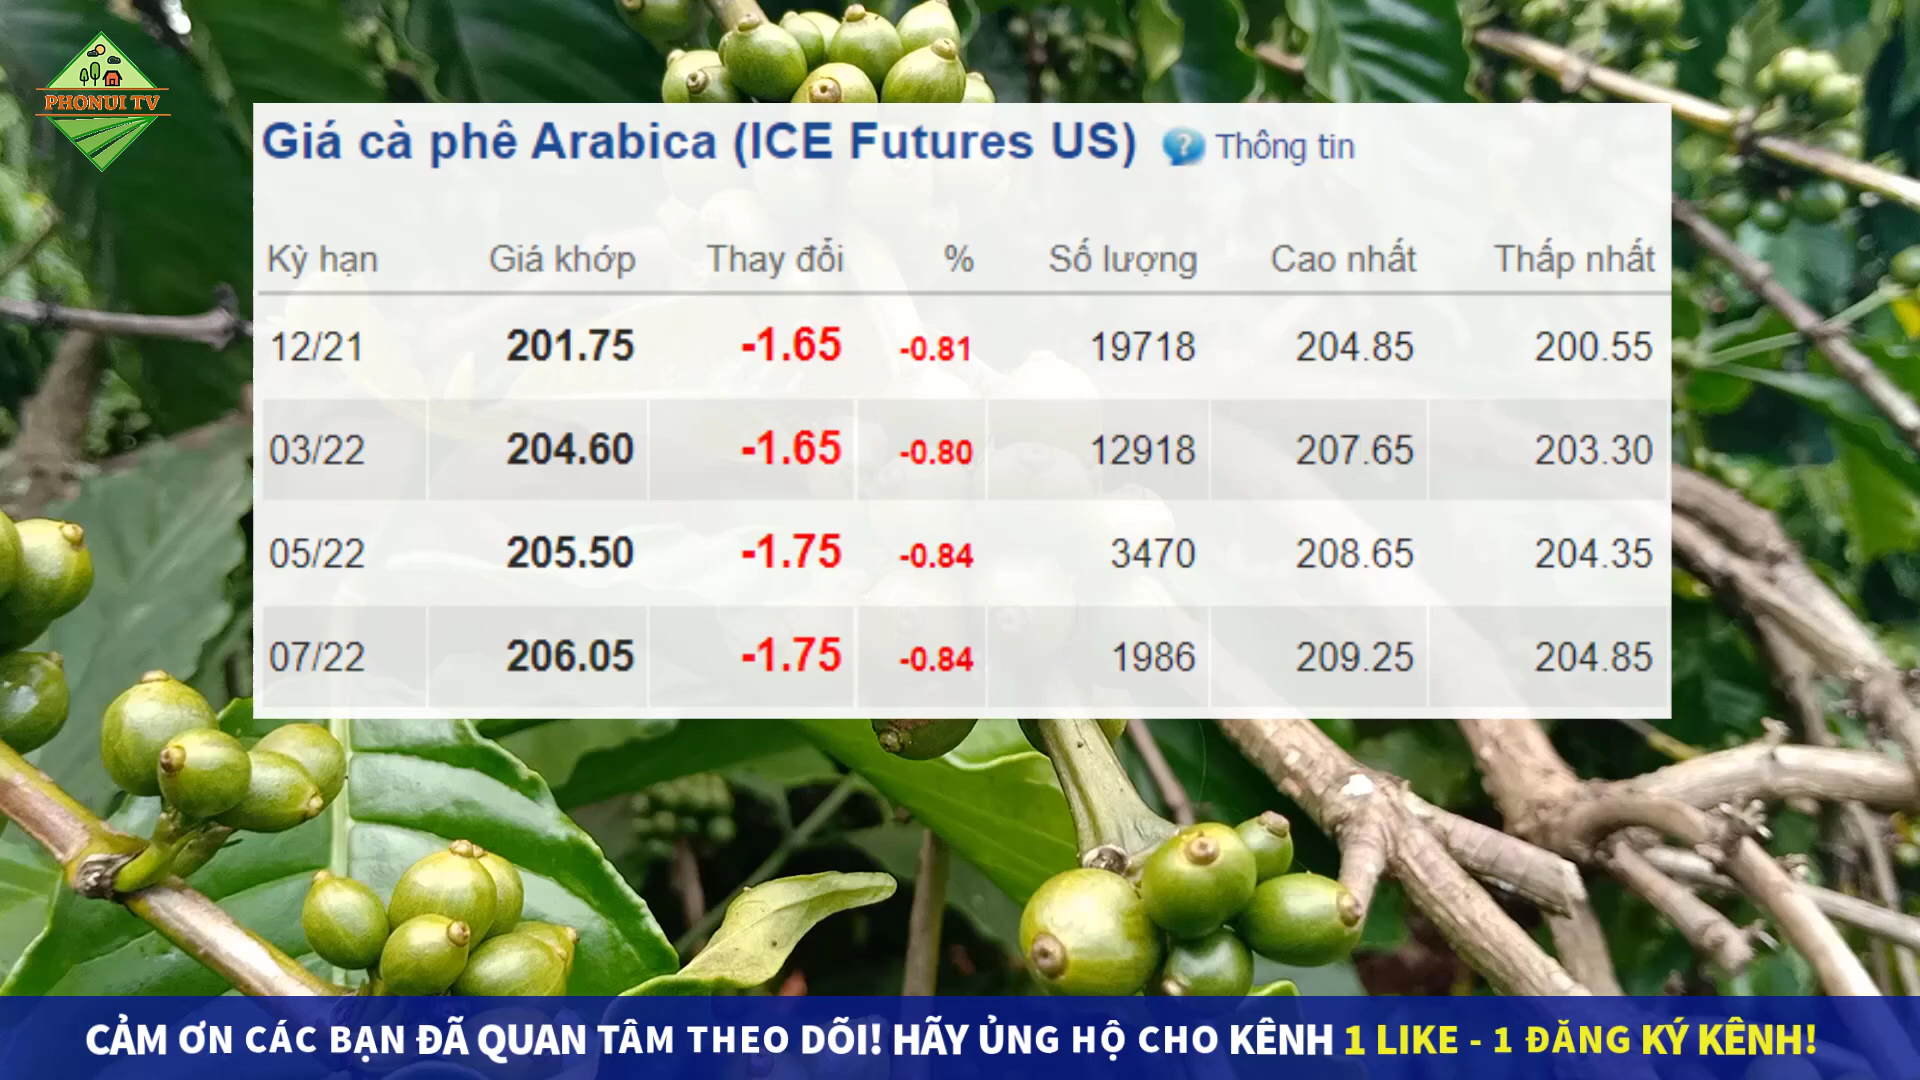 PHONUI TV
Giá cà phê Arabica (ICE Futures US) ? Thông tin
Kỳ hạn Giá khớp Thay đổi % Số lượng Cao nhất Thấp nhất
12/21 201.75 -1.65 -0.81 19718 204.85 200.55
03/22 204.60 -1.65 -0.80 12918 207.65 203.30
05/22 205.50 -1.75 -0.84 3470 208.65 204.35
07/22 206.05 -1.75 -0.84 1986 209.25 204.85
CẢM ƠN CÁC BẠN ĐÃ QUAN TÂM THEO DÕI! HÃY ỦNG HỘ CHO KÊNH 1 LIKE - 1 ĐĂNG KÝ KÊNH!